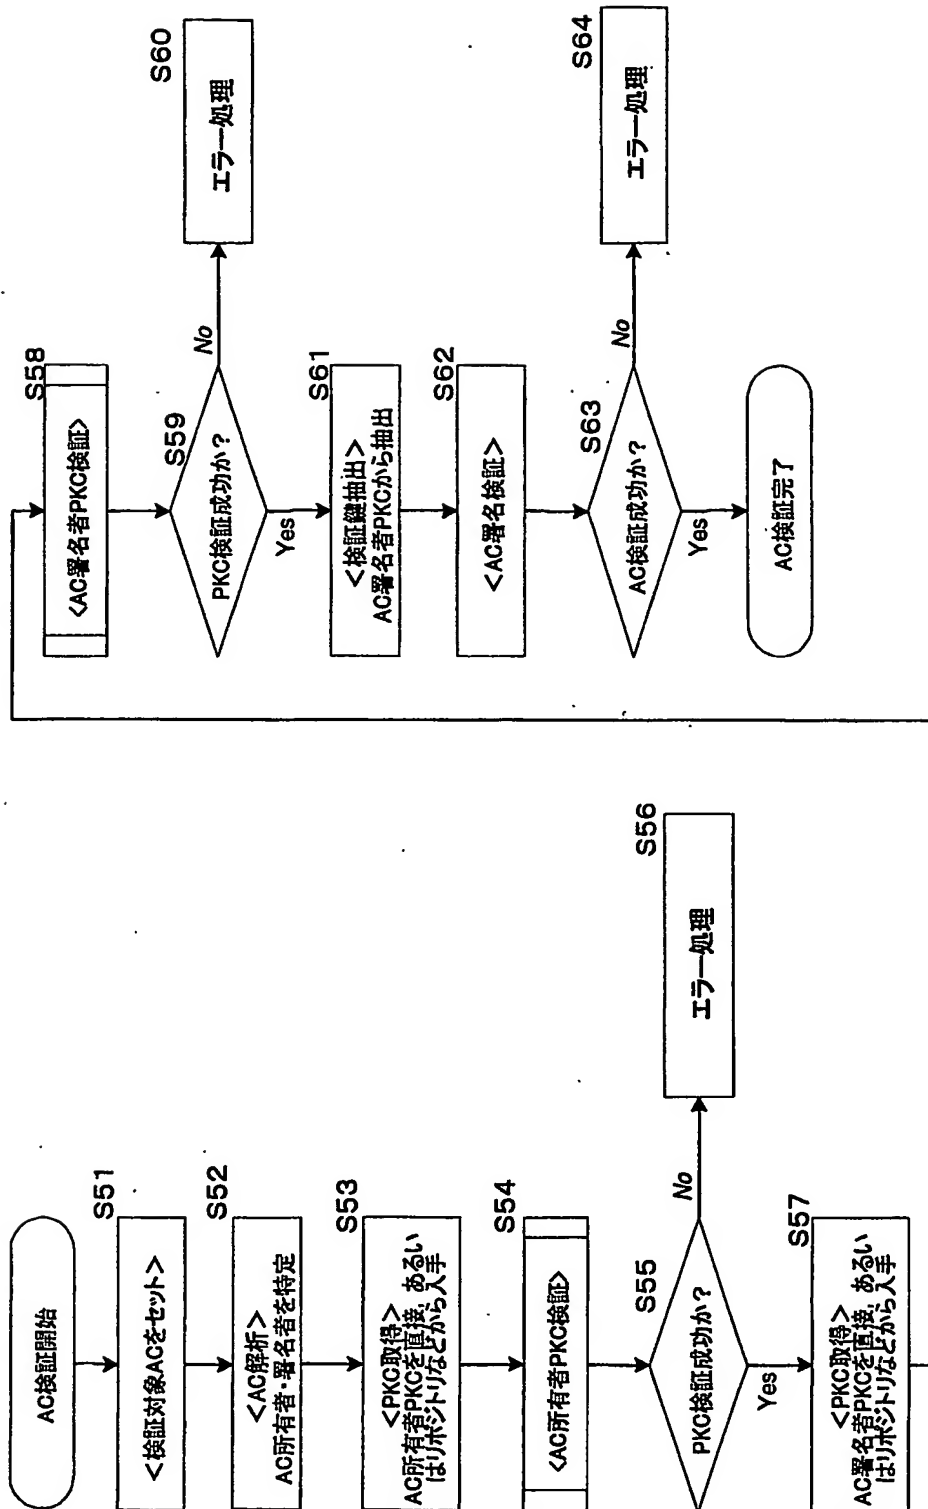 AC検証開始
S51
<検証対象ACをセット>
S52
<AC解析>
AC所有者・署名者を特定
S53
<PKC取得>
AC所有者PKCを直接、あるい
はリポジトリなどから入手
S54
<AC所有者PKC検証>
S55
PKC検証成功か?
No
S56
エラー処理
Yes
S57
<PKC取得>
AC署名者PKCを直接、あるい
はリポジトリなどから入手
S58
<AC署名者PKC検証>
S59
PKC検証成功か?
No
S60
エラー処理
Yes
S61
<検証鍵抽出>
AC署名者PKCから抽出
S62
<AC署名検証>
S63
AC検証成功か?
No
S64
エラー処理
Yes
AC検証完了